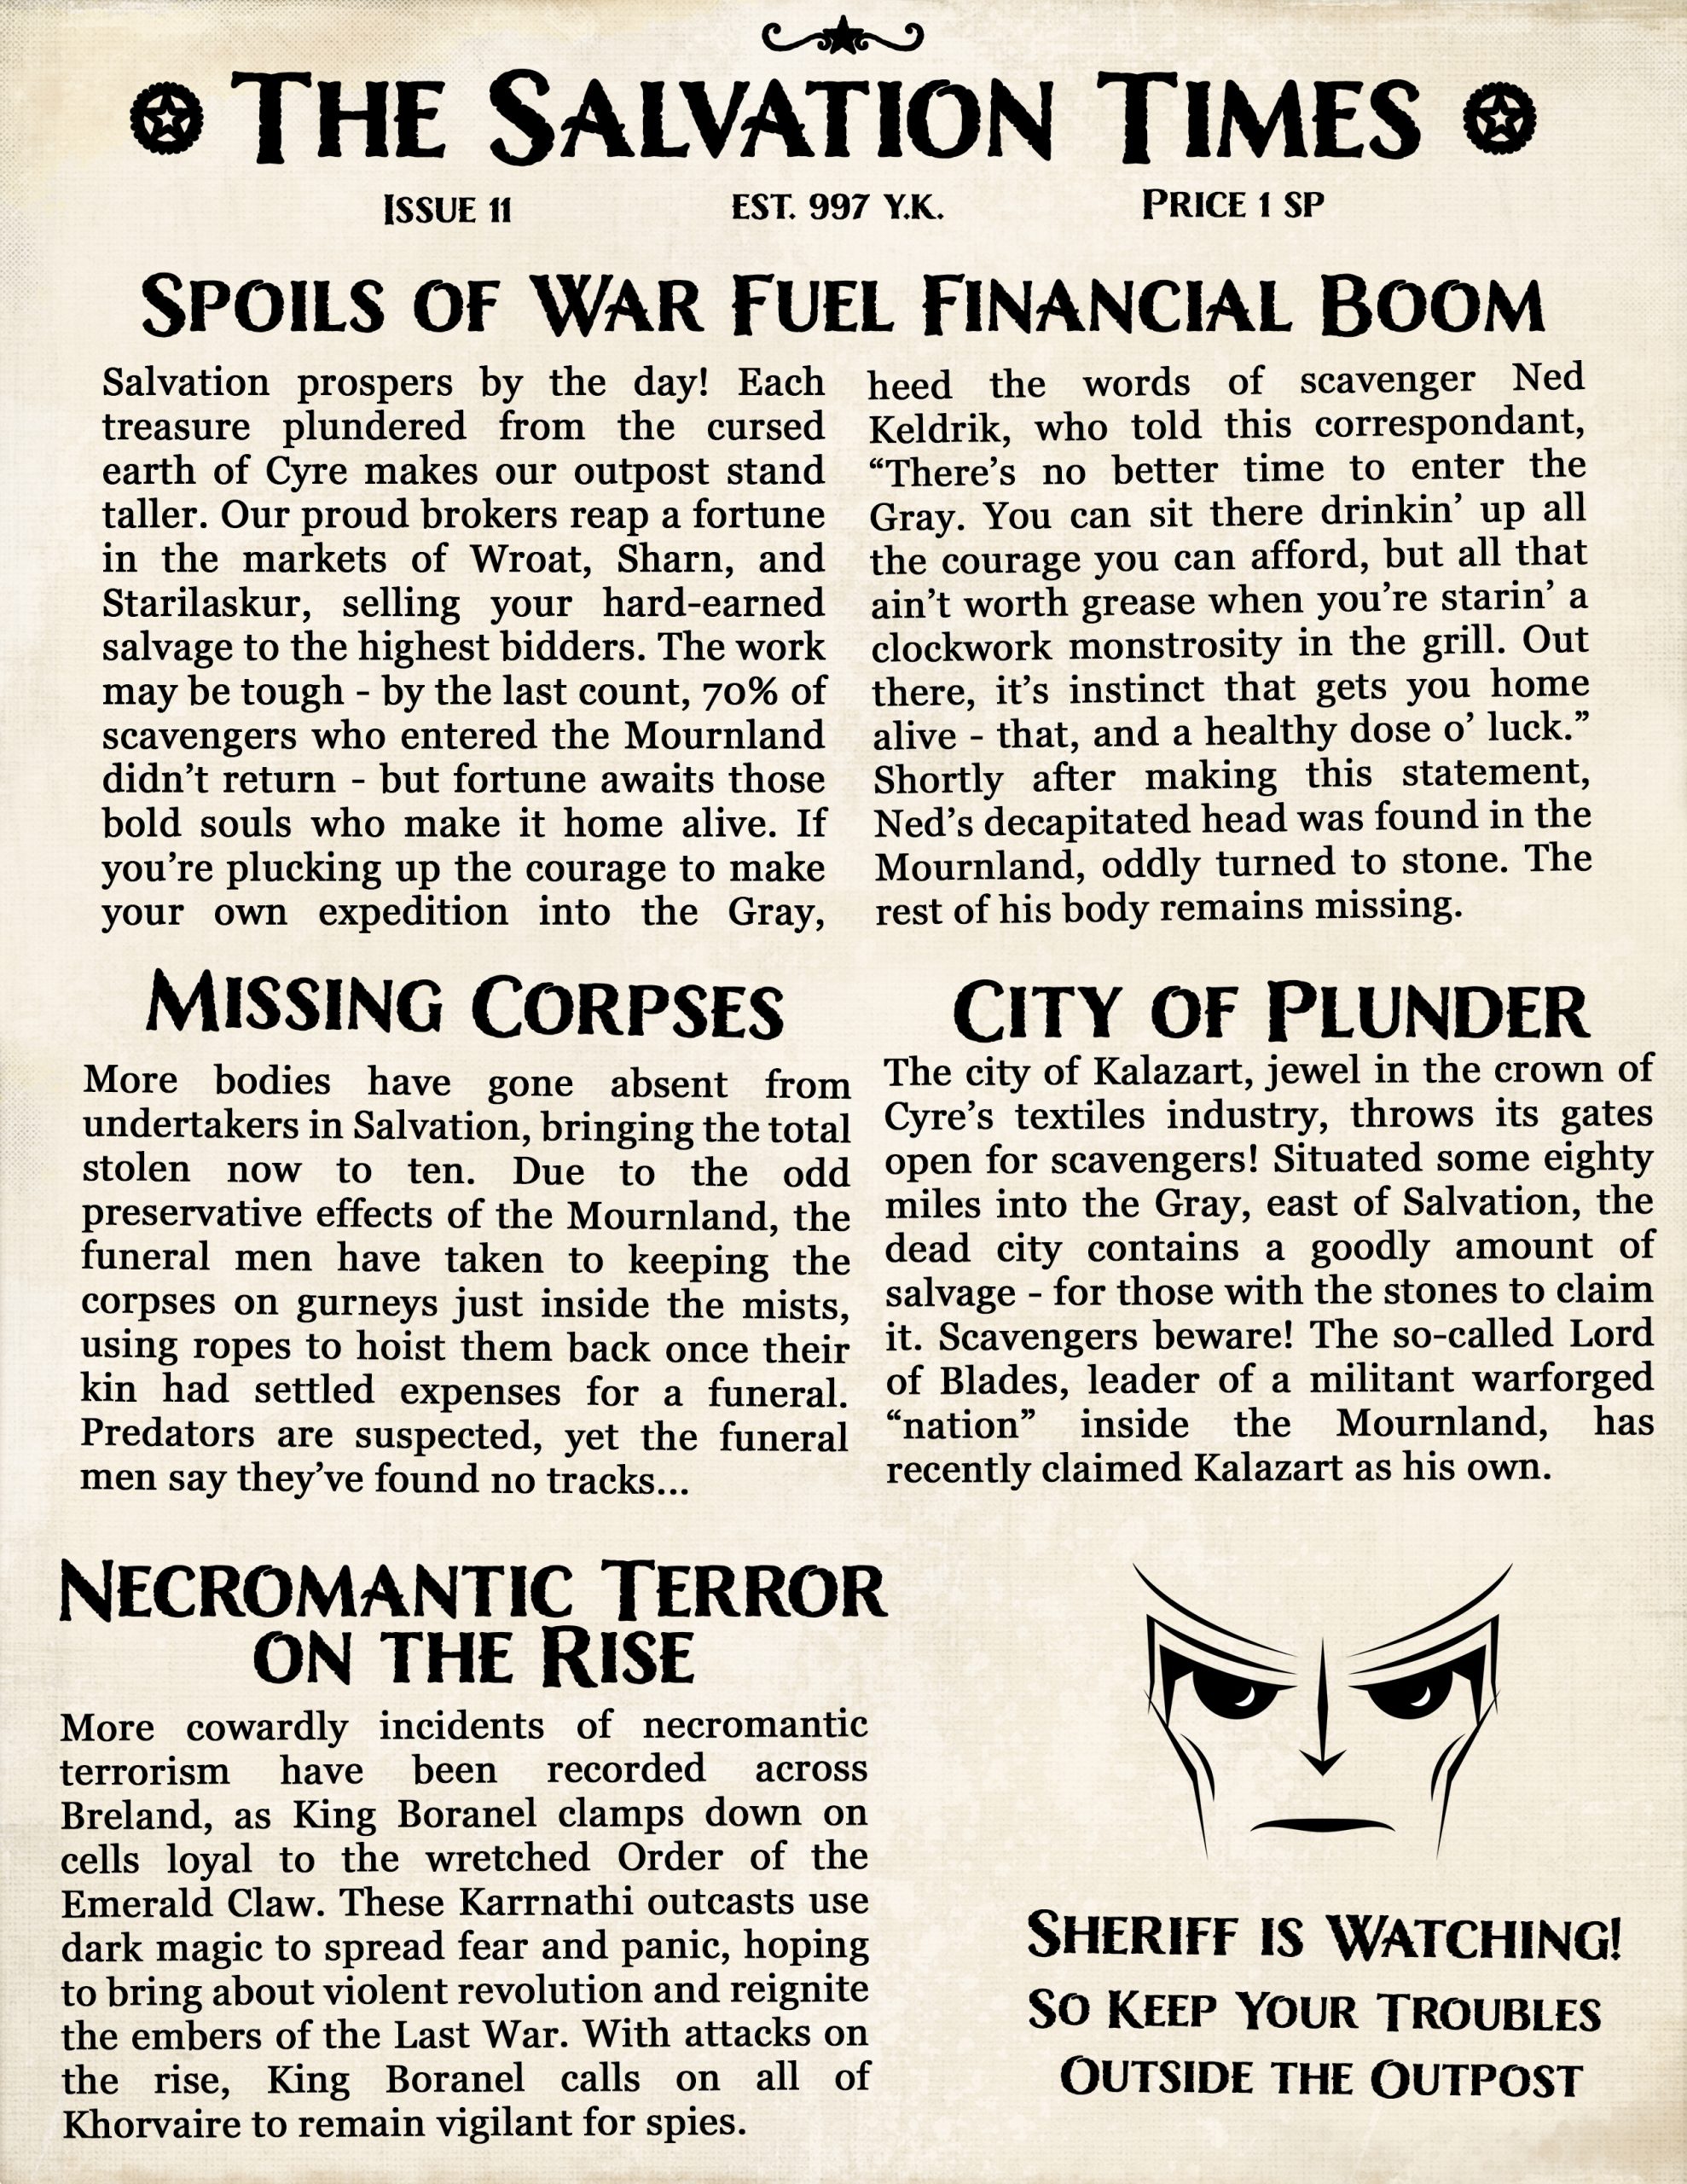 The Salvation Times
Issue 11
Est. 997 Y.K.
Price 1 SP
Spoils of War Fuel Financial Boom
Salvation prospers by the day! Each
treasure plundered from the cursed
earth of Cyre makes our outpost stand
taller. Our proud brokers reap a fortune
in the markets of Wroat, Sharn, and
Starilaskur, selling your hard-earned
salvage to the highest bidders. The work
may be tough - by the last count, 70% of
scavengers who entered the Mournland
didn’t return - but fortune awaits those
bold souls who make it home alive. If
you’re plucking up the courage to make
your own expedition into the Gray,
heed the words of scavenger Ned
Keldrik, who told this correspondant,
“There’s no better time to enter the
Gray. You can sit there drinkin’ up all
the courage you can afford, but all that
ain’t worth grease when you’re starin’ a
clockwork monstrosity in the grill. Out
there, it’s instinct that gets you home
alive - that, and a healthy dose o’ luck.”
Shortly after making this statement,
Ned’s decapitated head was found in the
Mournland, oddly turned to stone. The
rest of his body remains missing.
Missing Corpses
More bodies have gone absent from
undertakers in Salvation, bringing the total
stolen now to ten. Due to the odd
preservative effects of the Mournland, the
funeral men have taken to keeping the
corpses on gurneys just inside the mists,
using ropes to hoist them back once their
kin had settled expenses for a funeral.
Predators are suspected, yet the funeral
men say they’ve found no tracks...
City of Plunder
The city of Kalazart, jewel in the crown of
Cyre’s textiles industry, throws its gates
open for scavengers! Situated some eighty
miles into the Gray, east of Salvation, the
dead city contains a goodly amount of
salvage - for those with the stones to claim
it. Scavengers beware! The so-called Lord
of Blades, leader of a militant warforged
“nation” inside the Mournland, has
recently claimed Kalazart as his own.
Necromantic Terror
on the Rise
More cowardly incidents of necromantic
terrorism have been recorded across
Breland, as King Boranel clamps down on
cells loyal to the wretched Order of the
Emerald Claw. These Karrnathi outcasts use
dark magic to spread fear and panic, hoping
to bring about violent revolution and reignite
the embers of the Last War. With attacks on
the rise, King Boranel calls on all of
Khorvaire to remain vigilant for spies.
Sheriff is Watching!
So Keep Your Troubles
Outside the Outpost